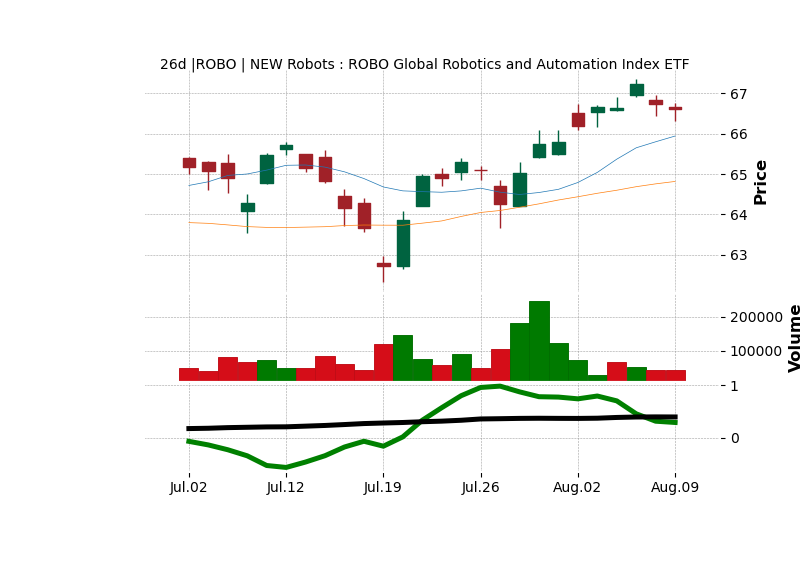 26d |ROBO | NEW Robots : ROBO Global Robotics and Automation Index ETF
67
66
65
64
63
Price
200000
100000
Volume
1
0
Jul.02 Jul.12 Jul.19 Jul.26 Aug.02 Aug.09